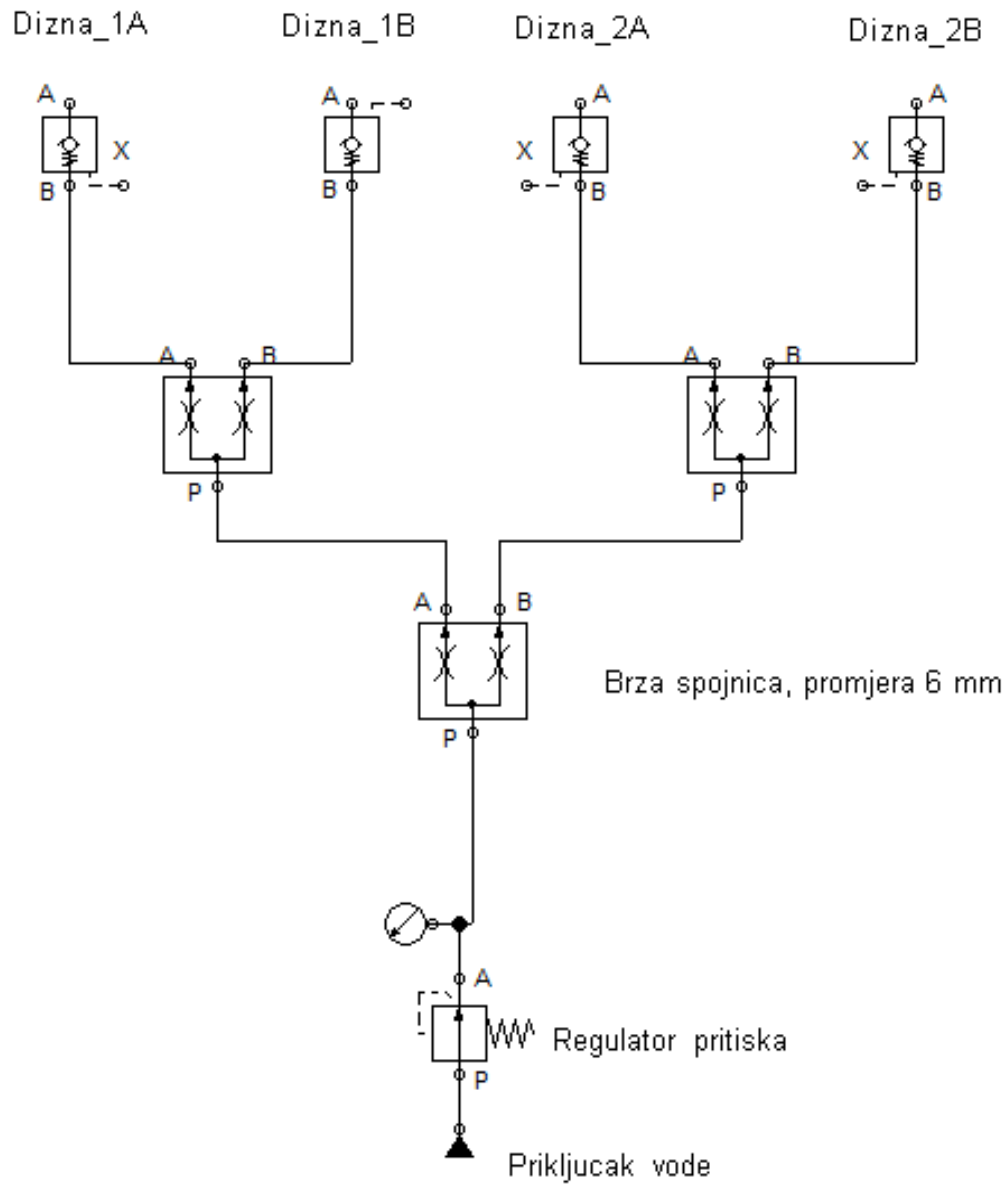 Dizna_1A Dizna_1B Dizna_2A Dizna_2B
A A A A
X X X
B B B B
A B A B
P P
A B
Brza spojnica, promjera 6 mm
P
A
Regulator pritiska
P
Prikljucak vode